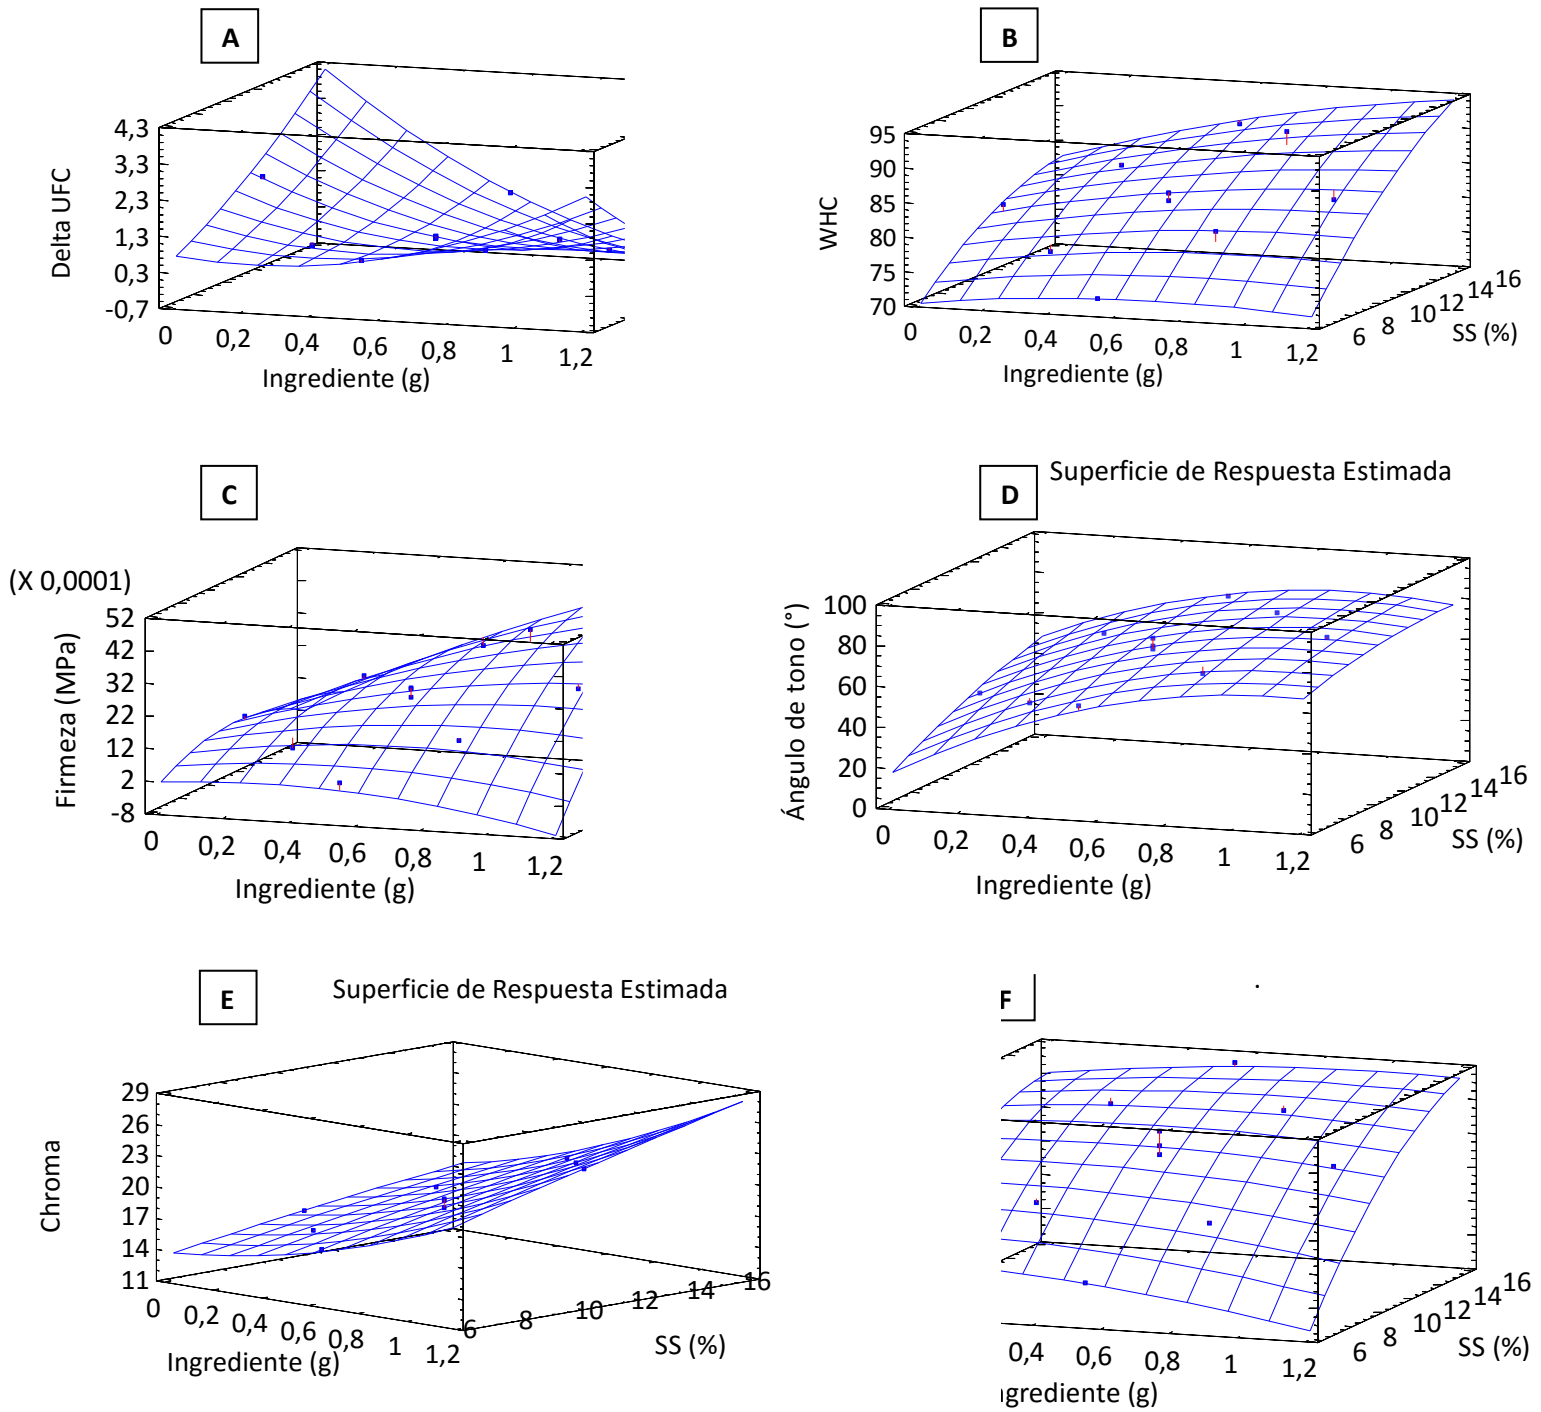 A
4,3
3,3
2,3
1,3
0,3
-0,7
Delta UFC
0 0,2 0,4 0,6 0,8 1 1,2
Ingrediente (g)
B
95
90
85
80
75
70
WHC
0 0,2 0,4 0,6 0,8 1 1,2
Ingrediente (g)
6 8 10 12 14 16
SS (%)
C
(X 0,0001)
52
42
32
22
12
2
-8
Firmeza (MPa)
0 0,2 0,4 0,6 0,8 1 1,2
Ingrediente (g)
D
Superficie de Respuesta Estimada
100
80
60
40
20
0
Ángulo de tono (°)
0 0,2 0,4 0,6 0,8 1 1,2
Ingrediente (g)
6 8 10 12 14 16
SS (%)
E
Superficie de Respuesta Estimada
29
26
23
20
17
14
11
Chroma
0 0,2 0,4 0,6 0,8 1 1,2
Ingrediente (g)
6 8 10 12 14 16
SS (%)
F
.
0,4 0,6 0,8 1 1,2
ngrediente (g)
6 8 10 12 14 16
SS (%)